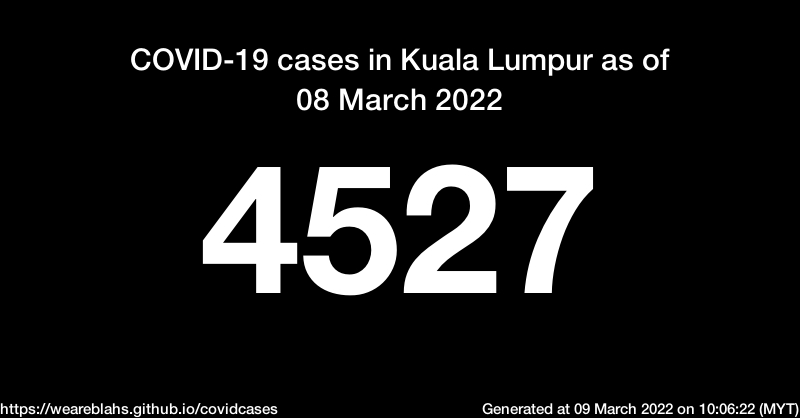 COVID-19 cases in Kuala Lumpur as of
08 March 2022
4527
https://weareblahs.github.io/covidcases
Generated at 09 March 2022 on 10:06:22 (MYT)